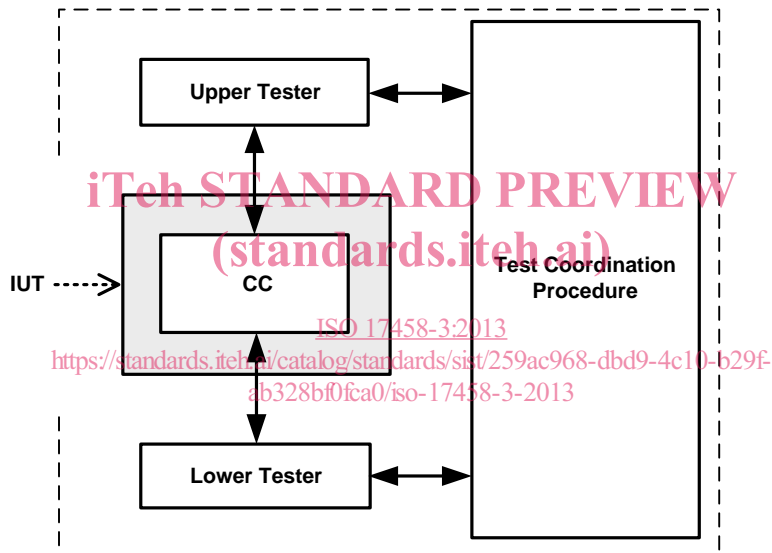 Upper Tester
iTeh STANDARD PREVIEW
(standards.iteh.ai)
Test Coordination
Procedure
IUT
CC
ISO 17458-3:2013
https://standards.iteh.ai/catalog/standards/sist/259ac968-dbd9-4c10-b29f-
ab328bf0fca0/iso-17458-3-2013
Lower Tester